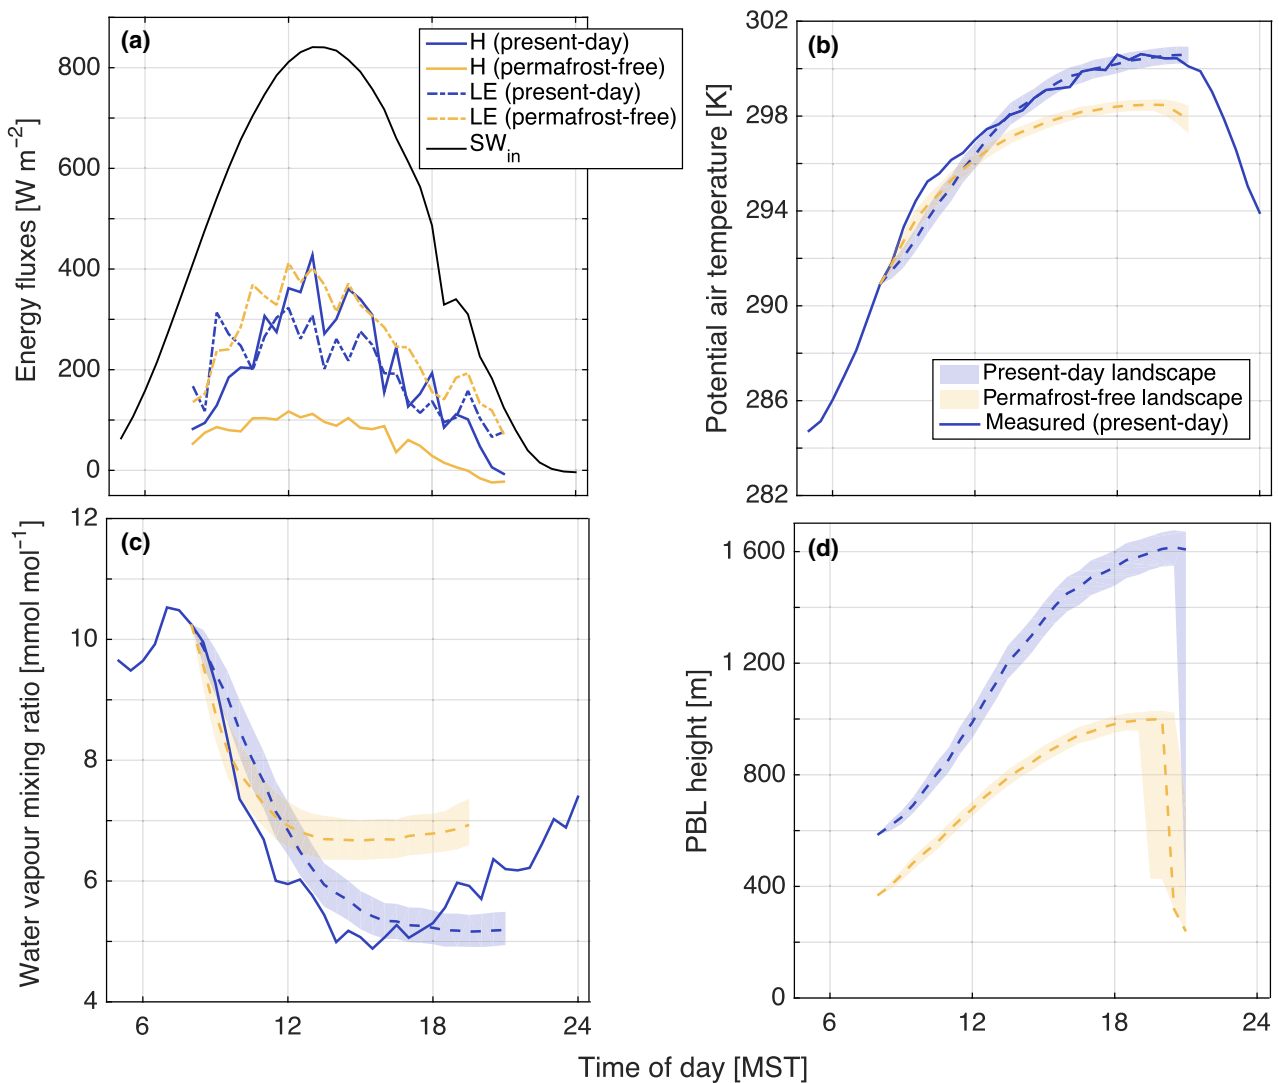 (a)
H (present-day)
H (permafrost-free)
LE (present-day)
LE (permafrost-free)
SWin
Energy fluxes [W m−2]
800
600
400
200
0
(b)
Potential air temperature [K]
302
298
294
290
286
282
Present-day landscape
Permafrost-free landscape
Measured (present-day)
(c)
Water vapour mixing ratio [mmol mol−1]
12
10
8
6
4
6 12 18 24
(d)
PBL height [m]
1 600
1200
800
400
0
6 12 18 24
Time of day [MST]